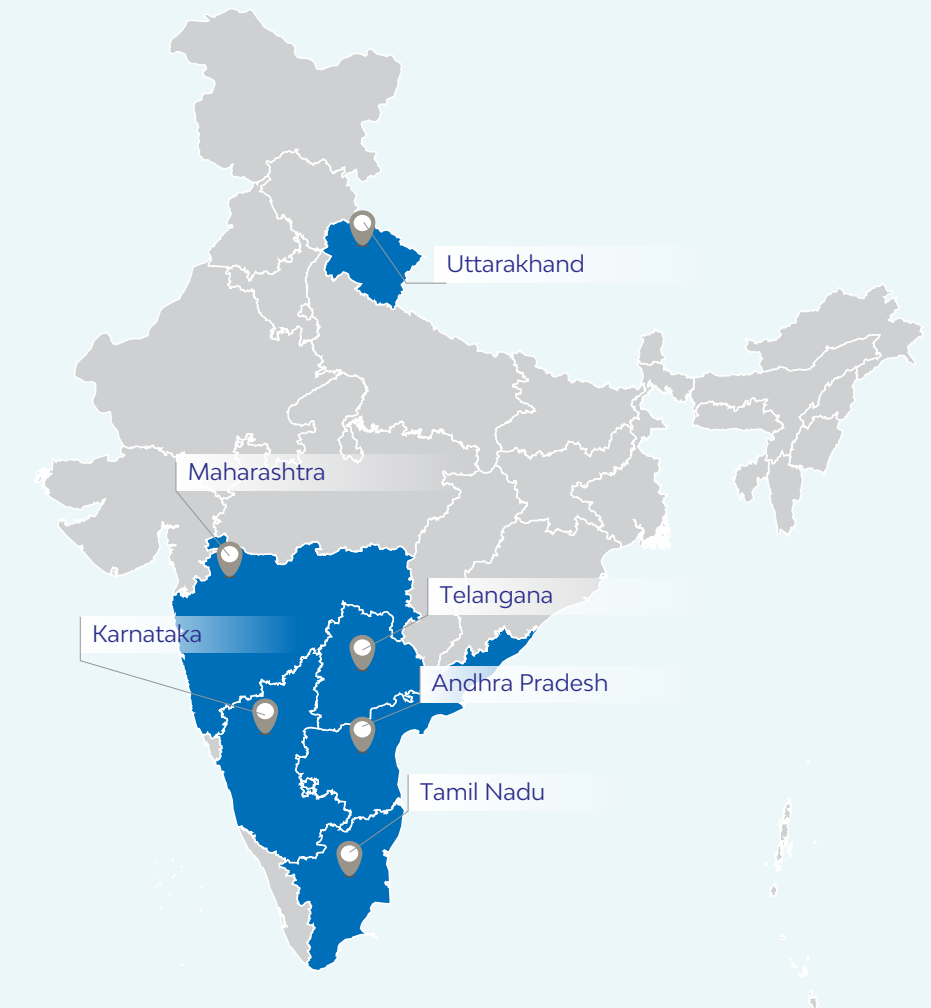 Uttarakhand
Maharashtra
Telangana
Karnataka
Andhra Pradesh
Tamil Nadu